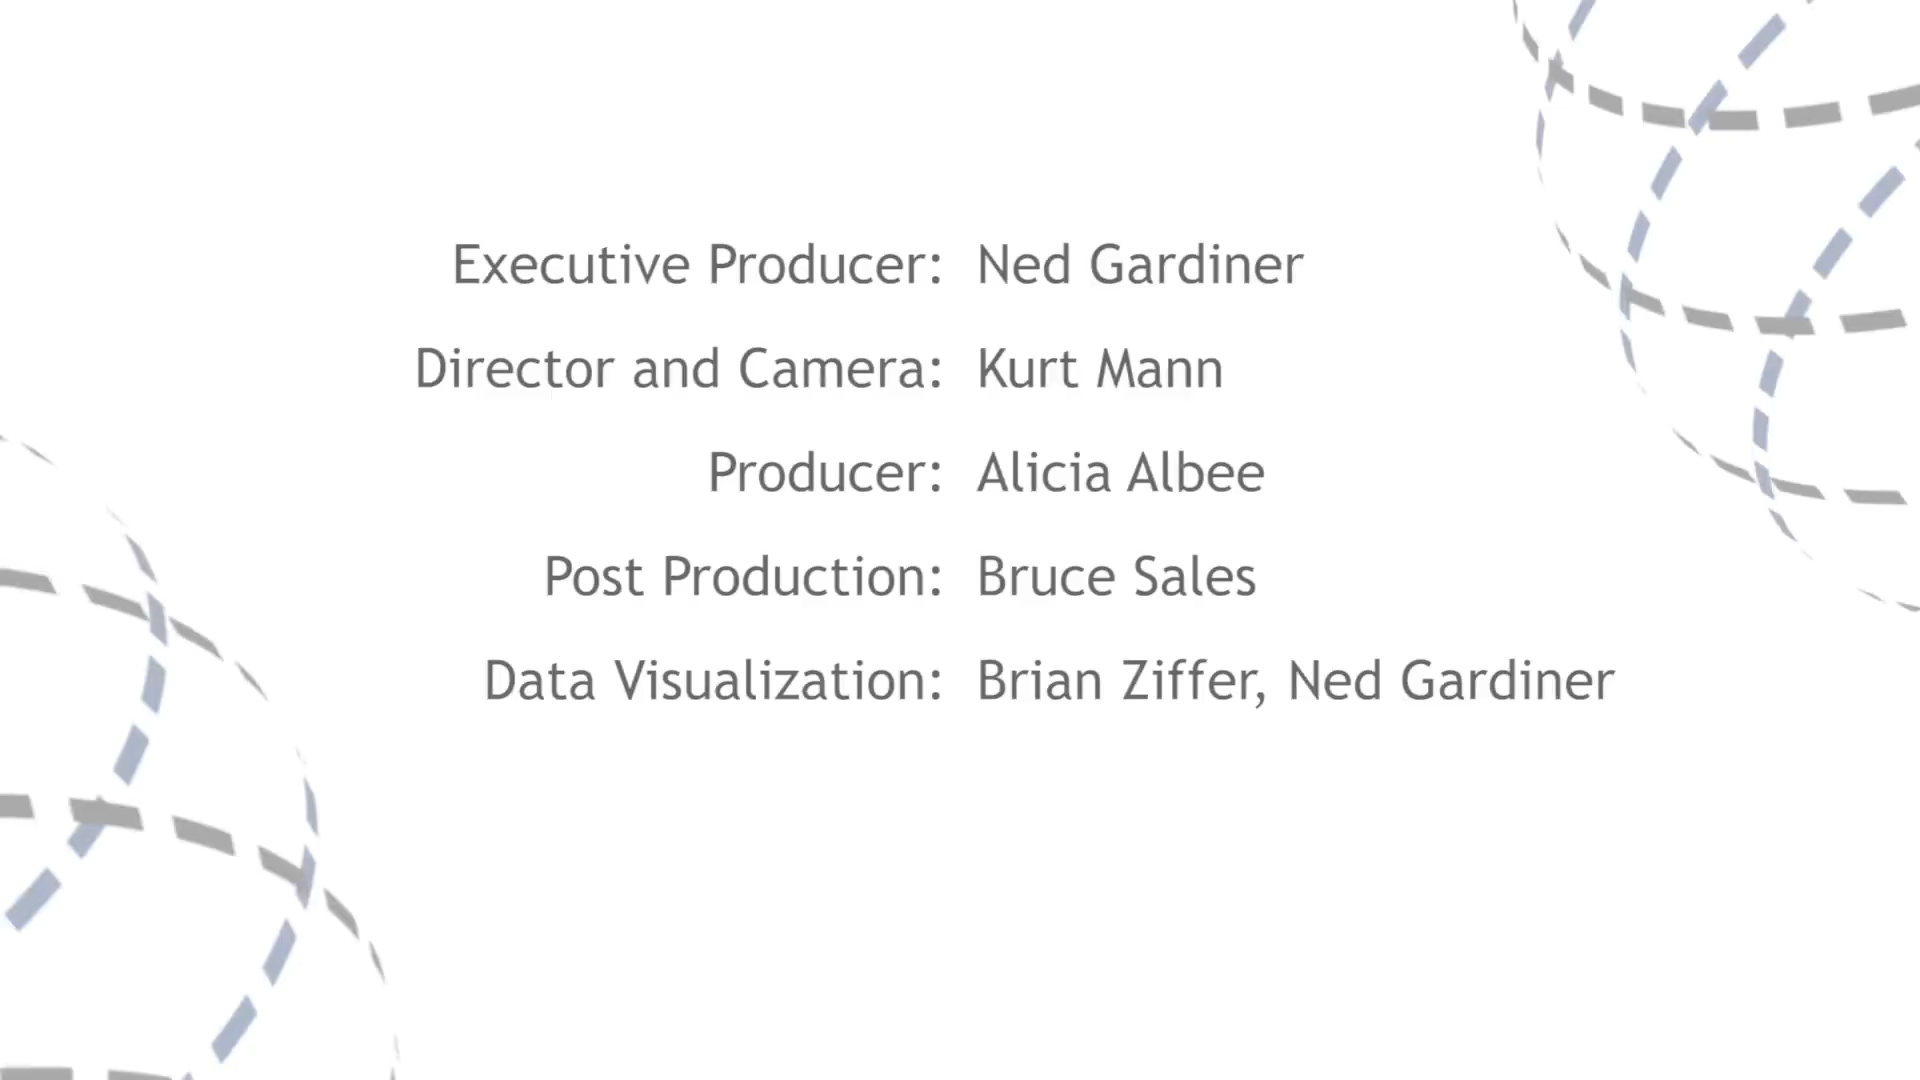 Executive Producer: Ned Gardiner
Director and Camera: Kurt Mann
Producer: Alicia Albee
Post Production: Bruce Sales
Data Visualization: Brian Ziffer, Ned Gardiner